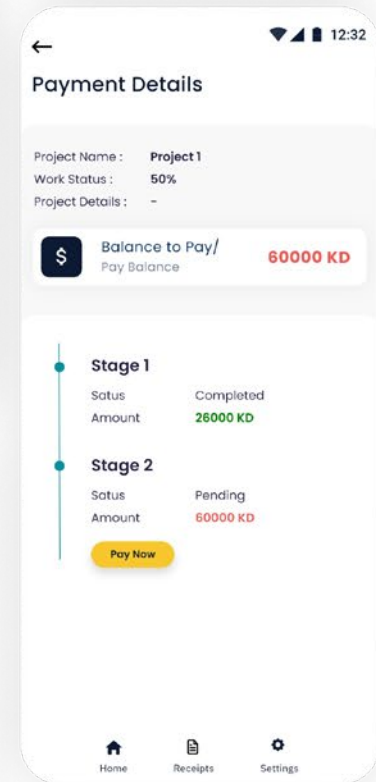 12:32
Payment Details
Project Name : Project 1
Work Status : 50%
Project Details : -
$ Balance to Pay/ 60000 KD
Pay Balance
Stage 1
Satus Completed
Amount 26000 KD
Stage 2
Satus Pending
Amount 60000 KD
Pay Now
Home Receipts Settings